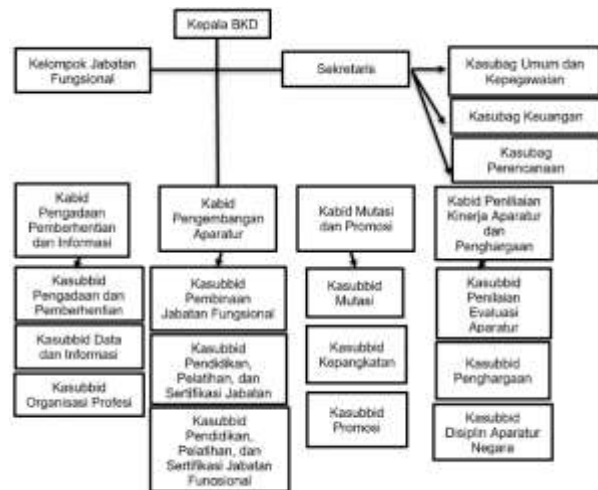 Kepala BKD
Kelompok Jabatan
Fungsional
Sekretaris
Kasubag Umum dan
Kepegawaian
Kasubag Keuangan
Kasubag
Perencanaan
Kabid
Pengadaan
Pemberhentian
dan Informasi
Kabid
Pengembangan
Aparatur
Kabid Mutasi
dan Promosi
Kabid Penilaian
Kinerja Aparatur
dan
Penghargaan
Kasubbid
Pengadaan dan
Pemberhentian
Kasubbid Data
dan Informasi
Kasubbid
Organisasi Profesi
Kasubbid
Pembinaan
Jabatan Fungsional
Kasubbid
Pendidikan,
Pelatihan, dan
Sertifikasi Jabatan
Kasubbid
Pendidikan,
Pelatihan, dan
Sertifikasi Jabatan
Fungsional
Kasubbid
Mutasi
Kasubbid
Kepangkatan
Kasubbid
Promosi
Kasubbid
Penilaian
Evaluasi
Aparatur
Kasubbid
Penghargaan
Kasubbid
Disiplin Aparatur
Negara